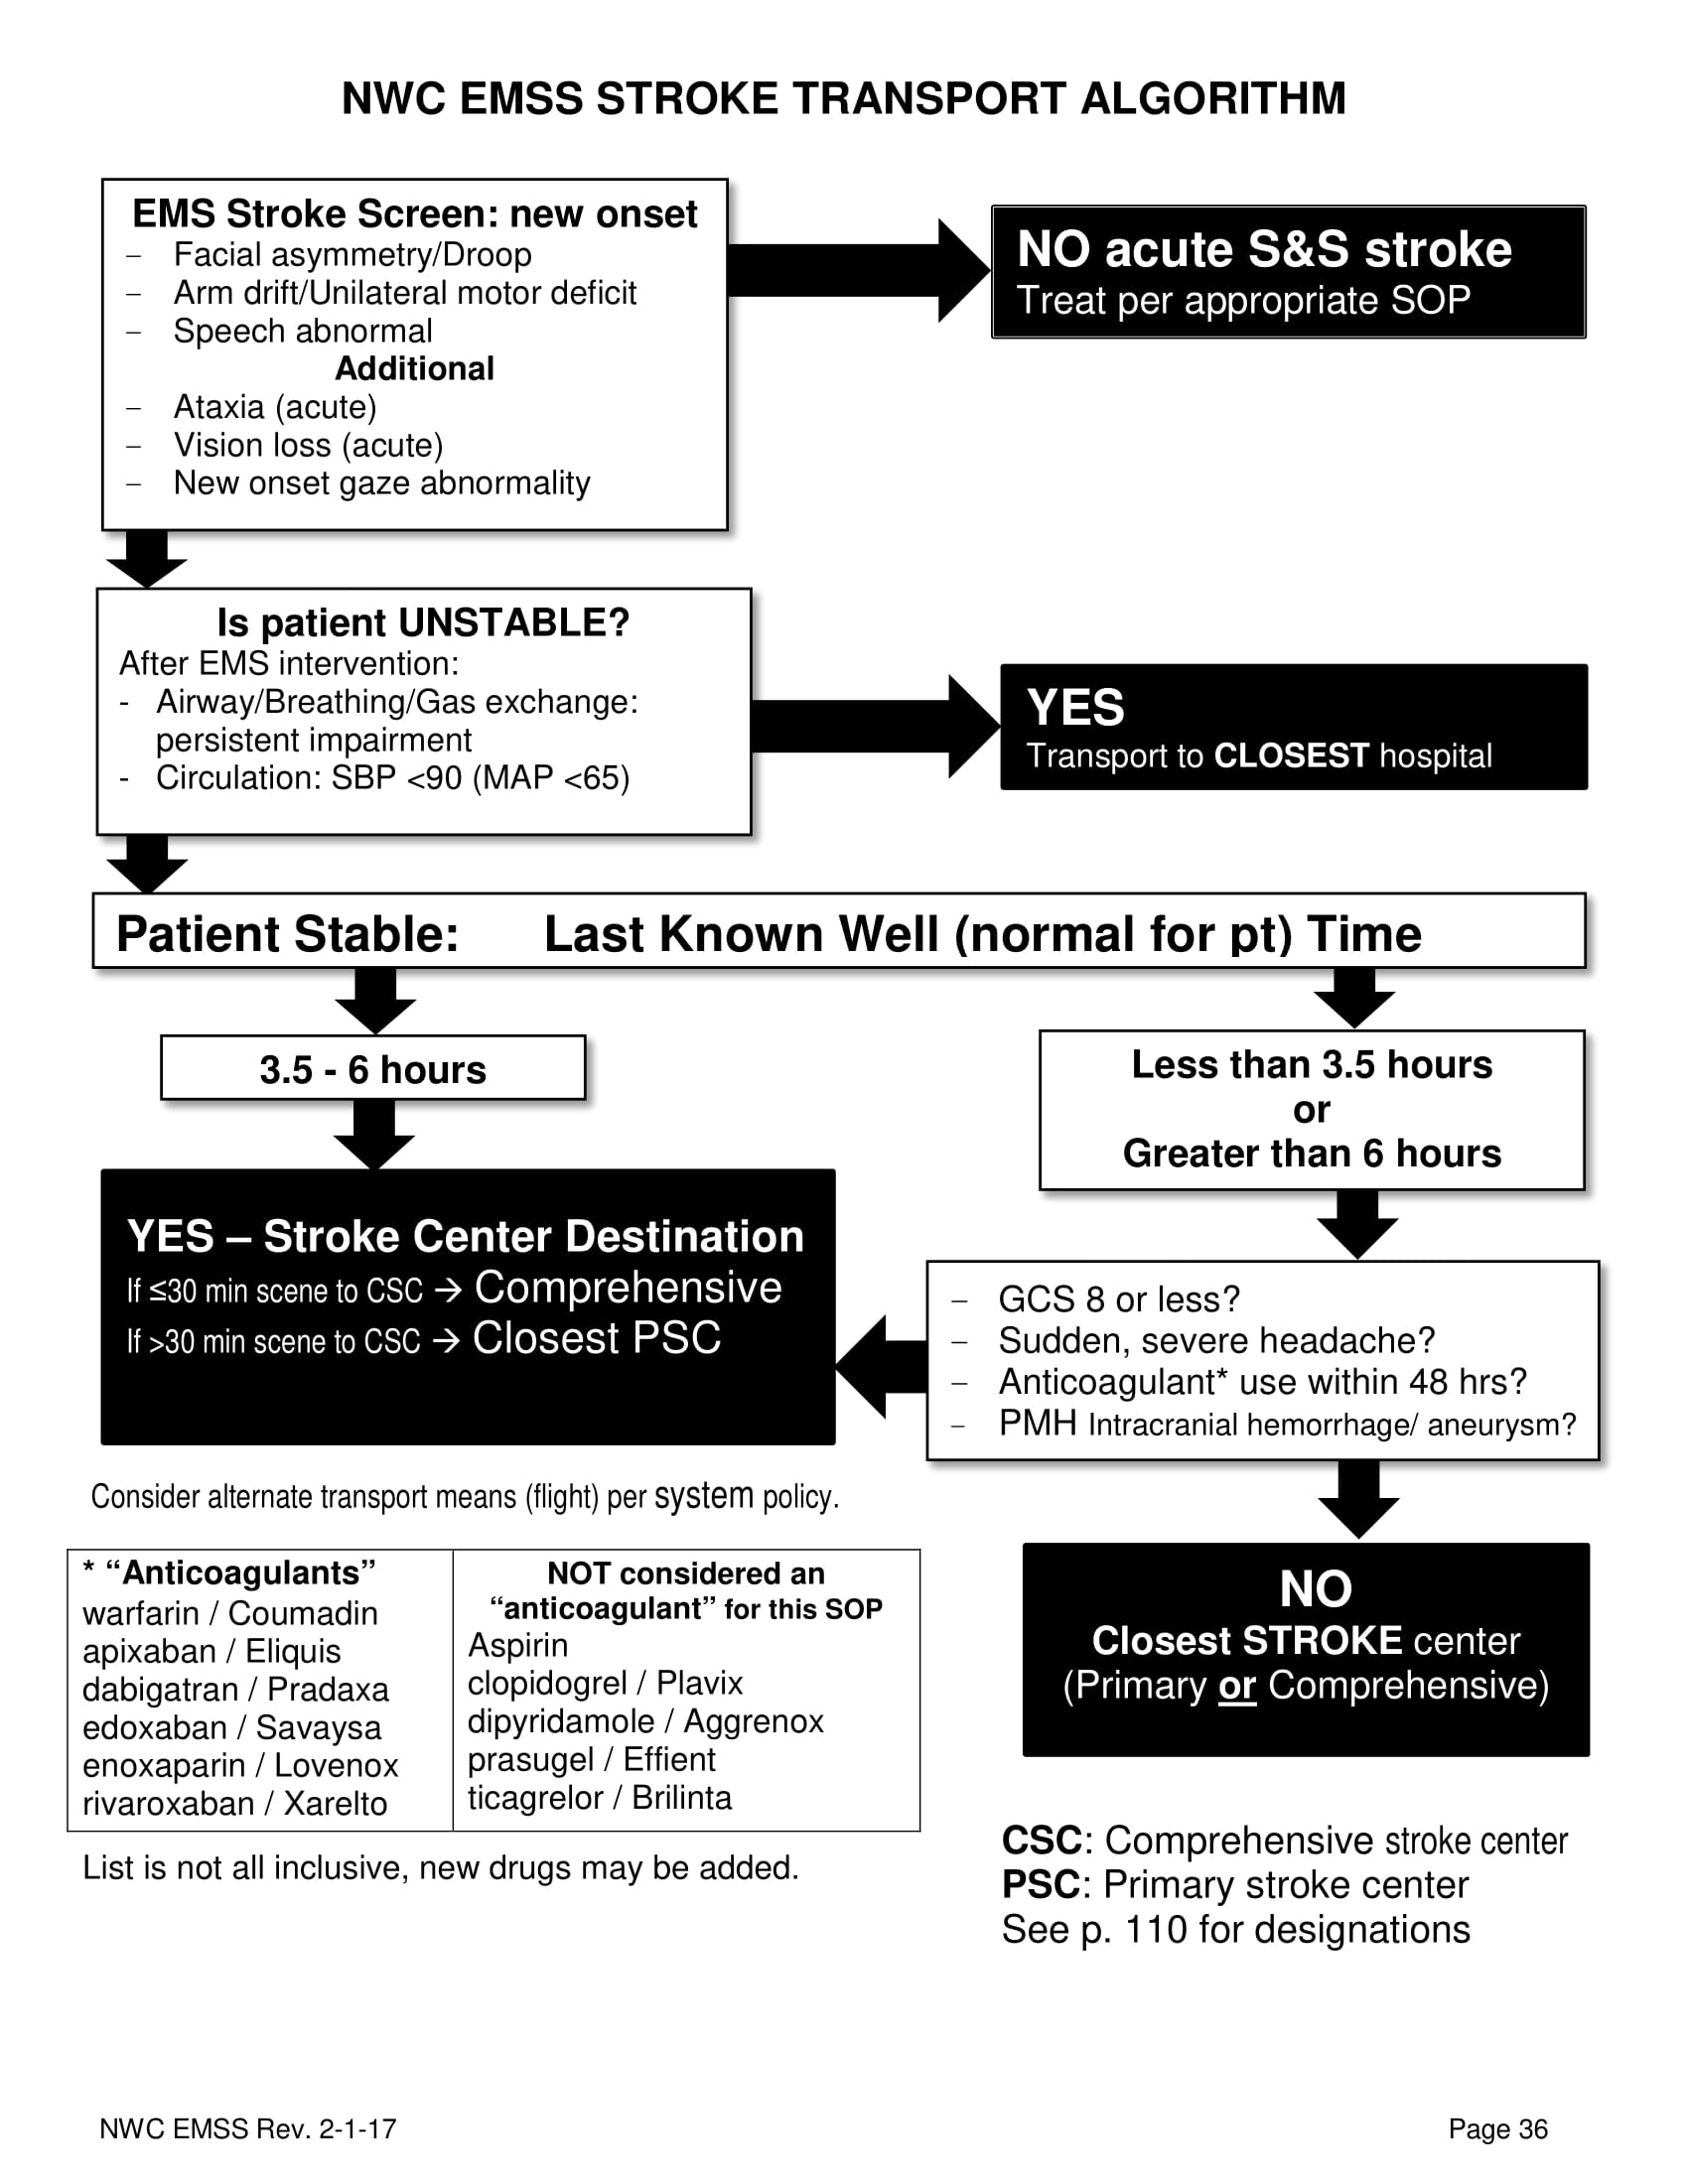 NWC EMSS STROKE TRANSPORT ALGORITHM
EMS Stroke Screen: new onset
– Facial asymmetry/Droop
– Arm drift/Unilateral motor deficit
– Speech abnormal
Additional
– Ataxia (acute)
– Vision loss (acute)
– New onset gaze abnormality
NO acute S&S stroke
Treat per appropriate SOP
Is patient UNSTABLE?
After EMS intervention:
- Airway/Breathing/Gas exchange:
persistent impairment
- Circulation: SBP <90 (MAP <65)
YES
Transport to CLOSEST hospital
Patient Stable: Last Known Well (normal for pt) Time
3.5 - 6 hours
Less than 3.5 hours
or
Greater than 6 hours
YES – Stroke Center Destination
If ≤30 min scene to CSC → Comprehensive
If >30 min scene to CSC → Closest PSC
– GCS 8 or less?
– Sudden, severe headache?
– Anticoagulant* use within 48 hrs?
– PMH Intracranial hemorrhage/ aneurysm?
Consider alternate transport means (flight) per system policy.
* “Anticoagulants”
warfarin / Coumadin
apixaban / Eliquis
dabigatran / Pradaxa
edoxaban / Savaysa
enoxaparin / Lovenox
rivaroxaban / Xarelto
NOT considered an
“anticoagulant” for this SOP
Aspirin
clopidogrel / Plavix
dipyridamole / Aggrenox
prasugel / Effient
ticagrelor / Brilinta
List is not all inclusive, new drugs may be added.
NO
Closest STROKE center
(Primary or Comprehensive)
CSC: Comprehensive stroke center
PSC: Primary stroke center
See p. 110 for designations
NWC EMSS Rev. 2-1-17
Page 36